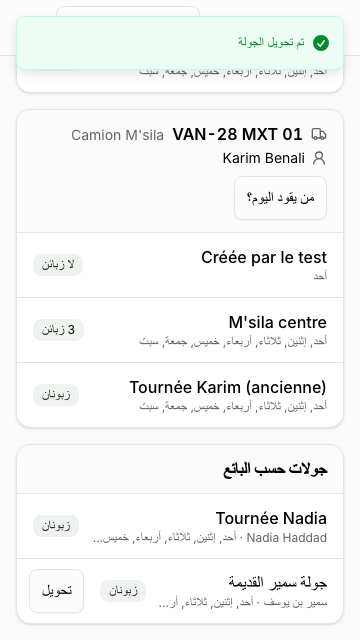 تم تحويل الجولة
أحد, إثنين, ثلاثاء, أربعاء, خميس, جمعة, سبت
VAN-28 MXT 01 Camion M'sila
Karim Benali
من يقود اليوم؟
Créée par le test
لا زبائن
أحد
M'sila centre
3 زبائن
أحد, إثنين, ثلاثاء, أربعاء, خميس, جمعة, سبت
Tournée Karim (ancienne)
زبونان
أحد, إثنين, ثلاثاء, أربعاء, خميس, جمعة, سبت
جولات حسب البائع
Tournée Nadia
زبونان
Nadia Haddad · أحد, إثنين, ثلاثاء, أربعاء, خميس...
جولة سمير القديمة
زبونان
تحويل
سمير بن يوسف · أحد, إثنين, ثلاثاء, أر...